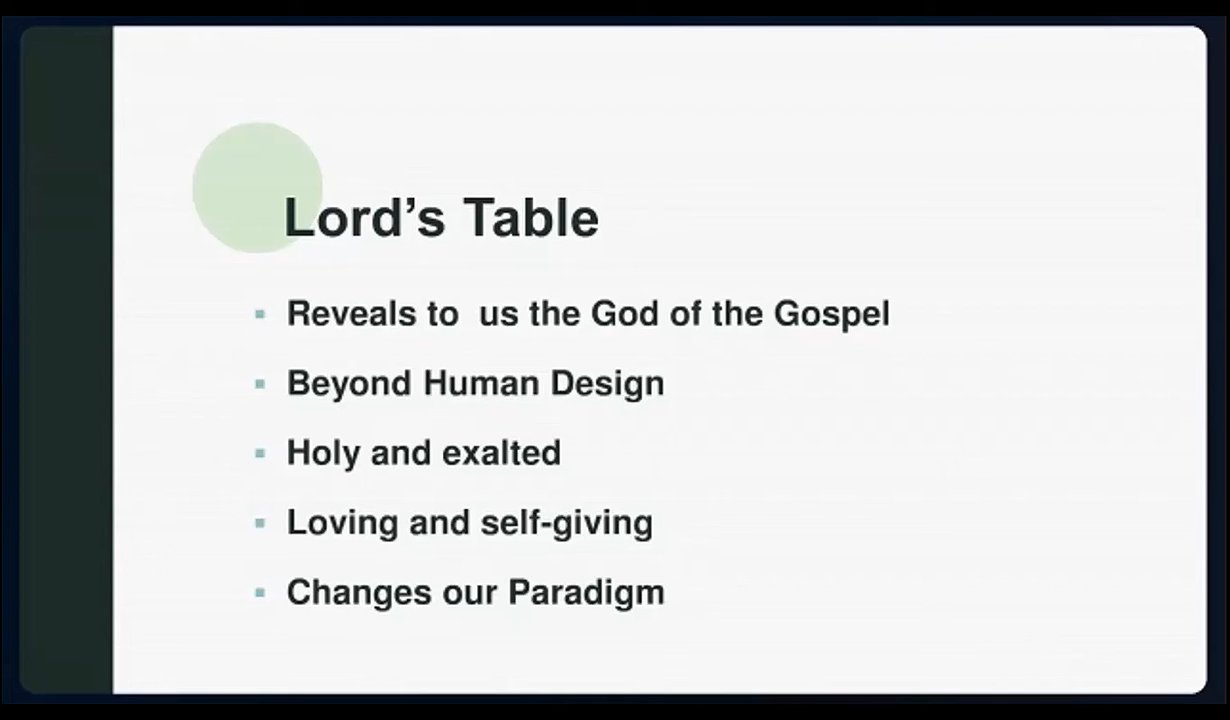 Lord’s Table
Reveals to  us the God of the Gospel
Beyond Human Design
Holy and exalted
Loving and self-giving
Changes our Paradigm